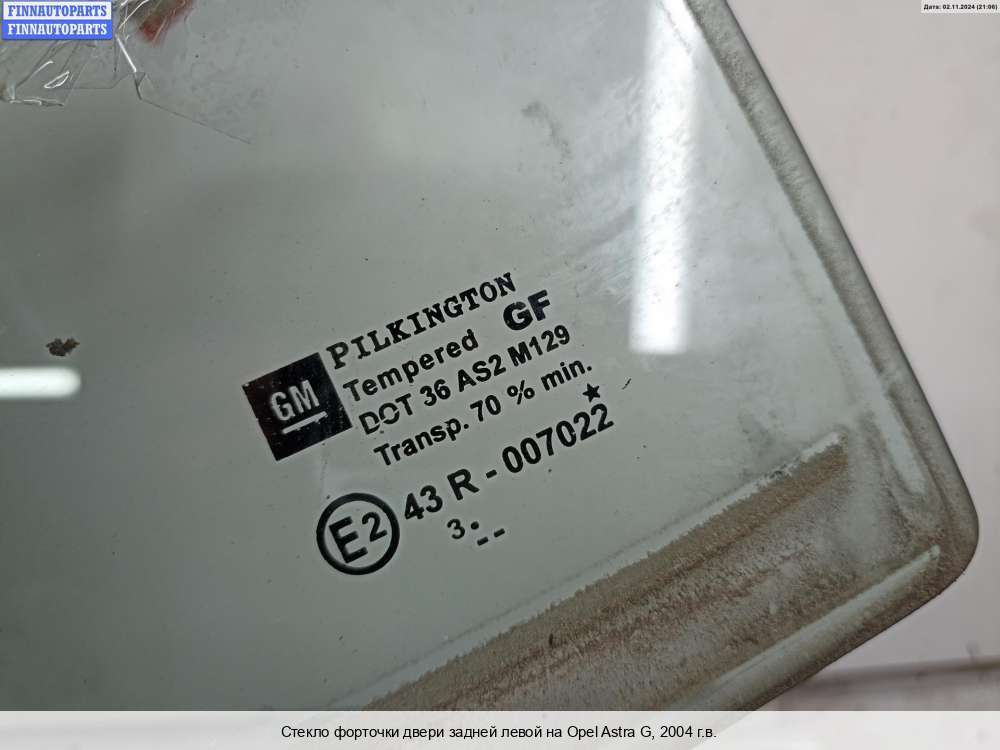 FINNAUTOPARTS
FINNAUTOPARTS
Дата: 02.11.2024 (21:06)
PILKINGTON
GM
Tempered GF
DOT 36 AS2 M129
Transp. 70 % min.
E2 43 R - 007022
3
Стекло форточки двери задней левой на Opel Astra G, 2004 г.в.